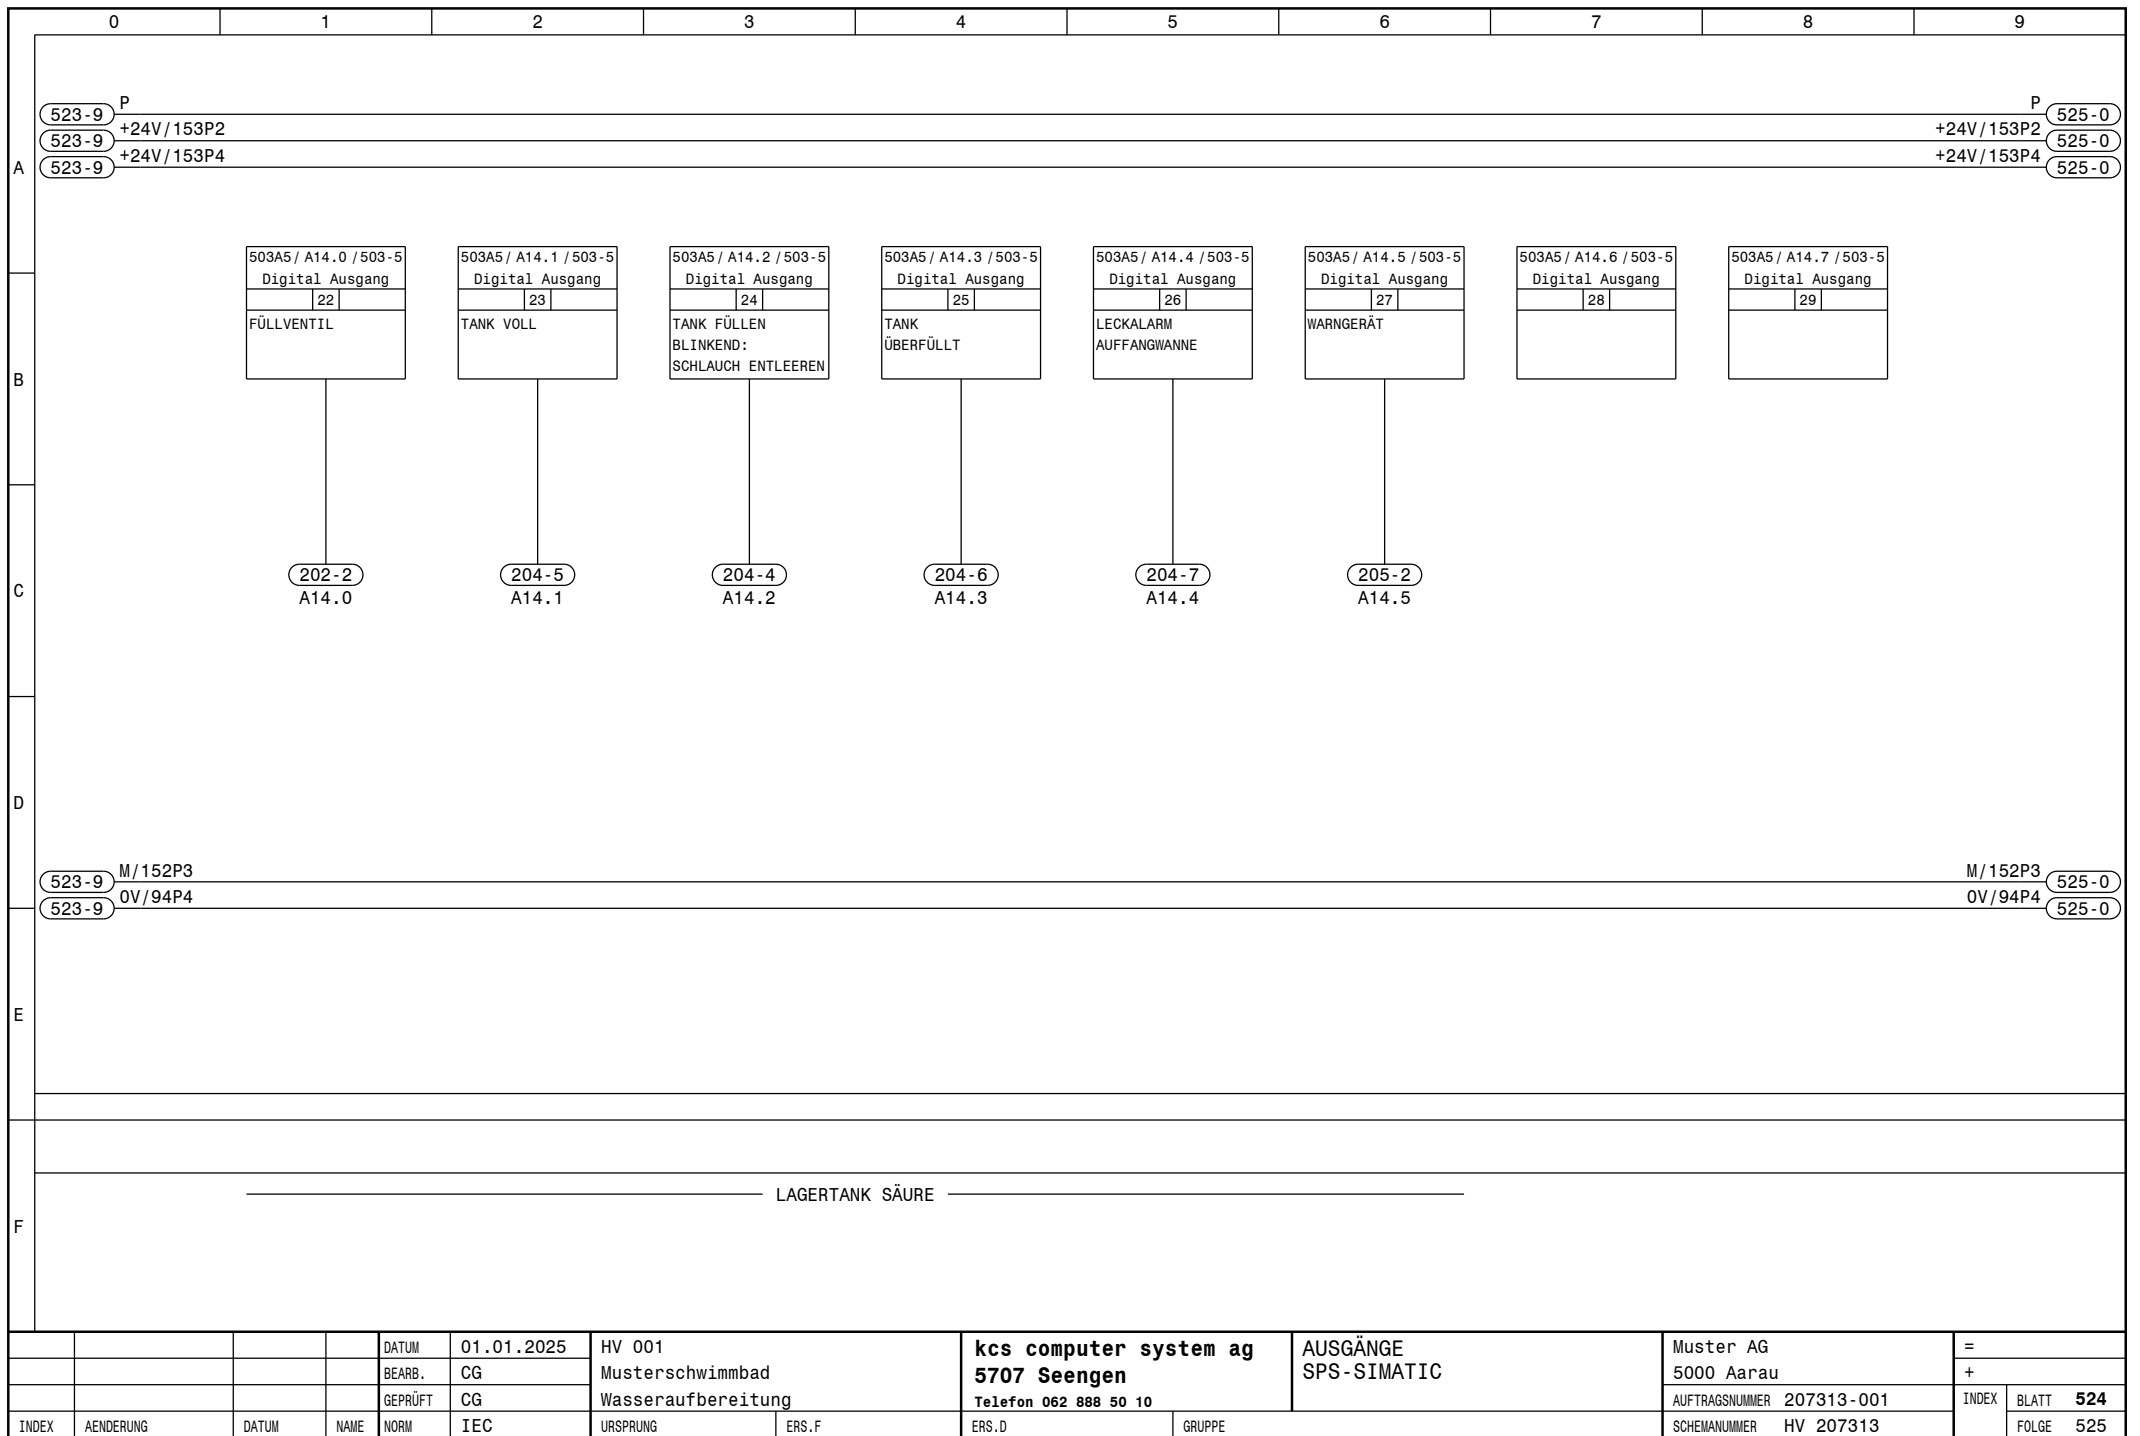 0 1 2 3 4 5 6 7 8 9
523-9 P P 525-0
523-9 +24V/153P2 +24V/153P2 525-0
523-9 +24V/153P4 +24V/153P4 525-0
A
503A5 / A14.0 / 503-5 503A5 / A14.1 / 503-5 503A5 / A14.2 / 503-5 503A5 / A14.3 / 503-5 503A5 / A14.4 / 503-5 503A5 / A14.5 / 503-5 503A5 / A14.6 / 503-5 503A5 / A14.7 / 503-5
Digital Ausgang Digital Ausgang Digital Ausgang Digital Ausgang Digital Ausgang Digital Ausgang Digital Ausgang Digital Ausgang
22 23 24 25 26 27 28 29
FÜLLVENTIL TANK VOLL TANK FÜLLEN TANK LECKALARM WARNGERÄT
BLINKEND: ÜBERFÜLLT AUFFANGWANNE
SCHLAUCH ENTLEEREN
B
202-2 204-5 204-4 204-6 204-7 205-2
C
A14.0 A14.1 A14.2 A14.3 A14.4 A14.5
D
523-9 M/152P3 M/152P3 525-0
523-9 0V/94P4 0V/94P4 525-0
E
LAGERTANK SÄURE
F
DATUM 01.01.2025 HV 001 kcs computer system ag AUSGÄNGE Muster AG =
BEARB. CG Musterschwimmbad 5707 Seengen SPS-SIMATIC 5000 Aarau +
GEPRÜFT CG Wasseraufbereitung Telefon 062 888 50 10 AUFTRAGSNUMMER 207313-001 INDEX BLATT 524
INDEX AENDERUNG DATUM NAME NORM IEC URSPRUNG ERS.F ERS.D GRUPPE SCHEMANUMMER HV 207313 FOLGE 525